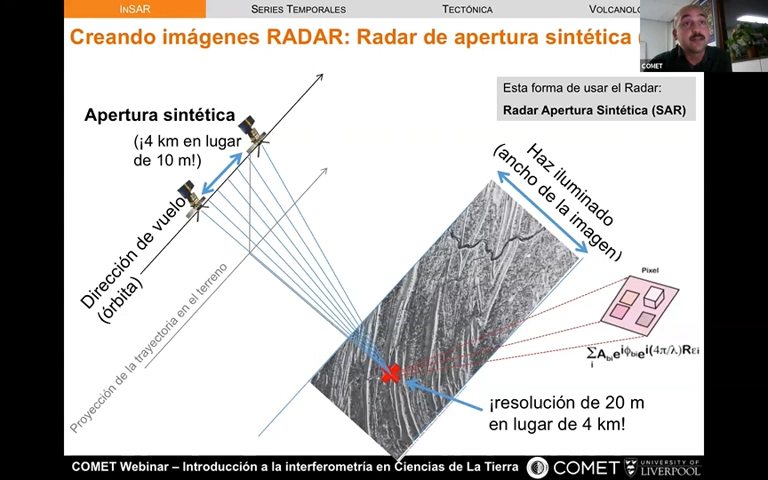 InSAR
Series Temporales
Tectónica
Creando imágenes RADAR: Radar de apertura sintética
COMET
Esta forma de usar el Radar:
Radar Apertura Sintética (SAR)
Apertura sintética
(¡4 km en lugar
de 10 m!)
Haz iluminado
(ancho de la imagen)
Dirección de vuelo
(órbita)
Proyección de la trayectoria en el terreno
Pixel
¡resolución de 20 m
en lugar de 4 km!
COMET Webinar – Introducción a la interferometría en Ciencias de La Tierra
COMET
UNIVERSITY OF
LIVERPOOL